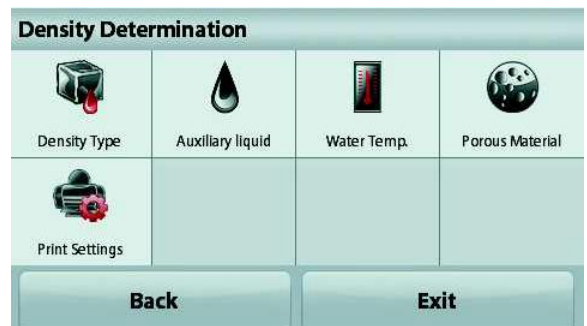 Density Determination
Density Type
Auxiliary liquid
Water Temp.
Porous Material
Print Settings
Back
Exit